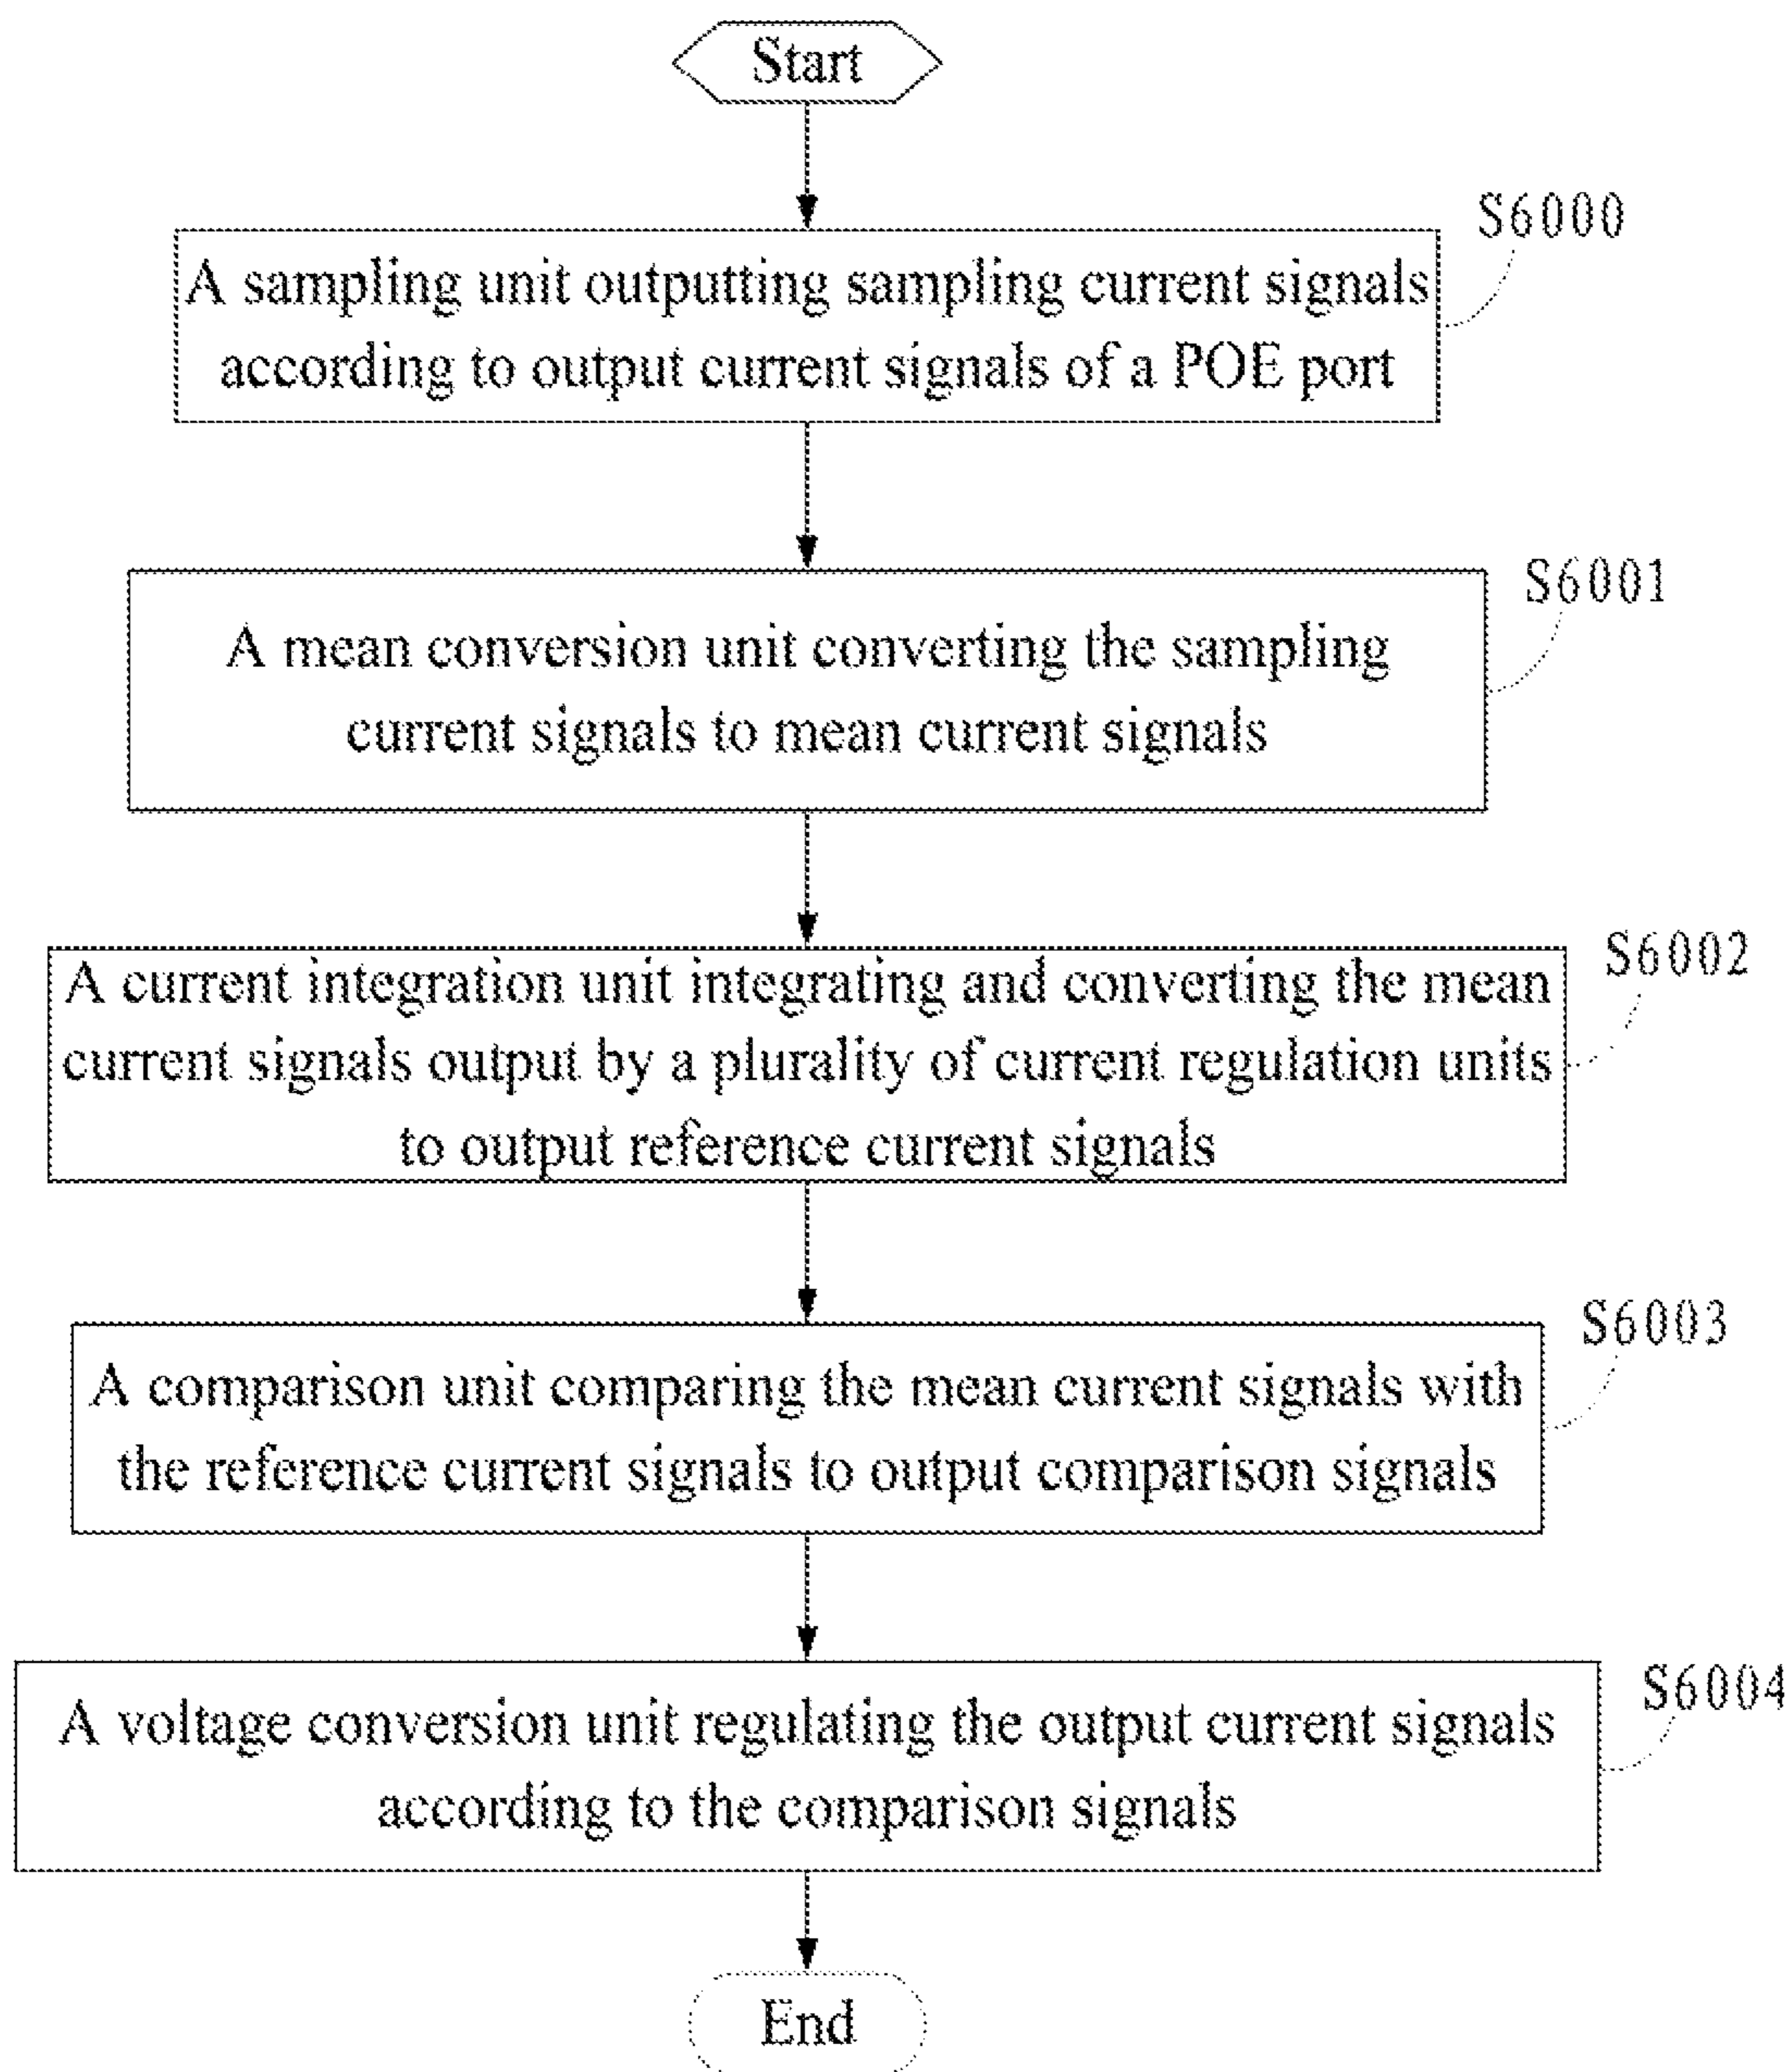 Start
S6000
A sampling unit outputting sampling current signals
according to output current signals of a POE port
S6001
A mean conversion unit converting the sampling
current signals to mean current signals
S6002
A current integration unit integrating and converting the mean
current signals output by a plurality of current regulation units
to output reference current signals
S6003
A comparison unit comparing the mean current signals with
the reference current signals to output comparison signals
S6004
A voltage conversion unit regulating the output current signals
according to the comparison signals
End